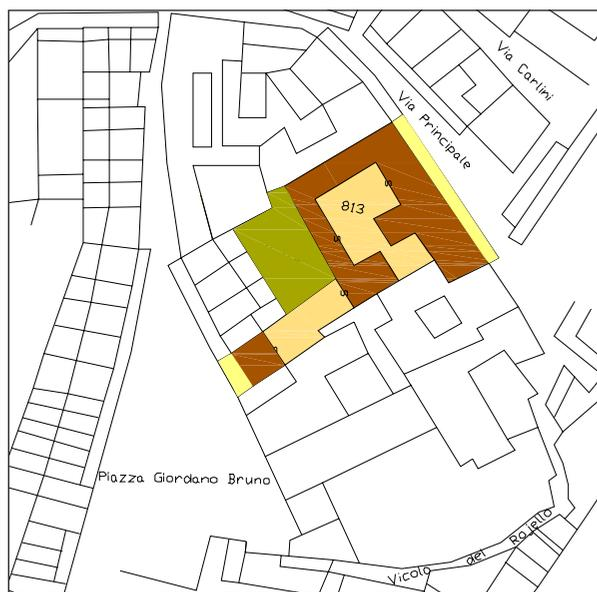 Via Carlini
Via Principale
813
S
S
S
Piazza Giordano Bruno
Vicolo del Rojello